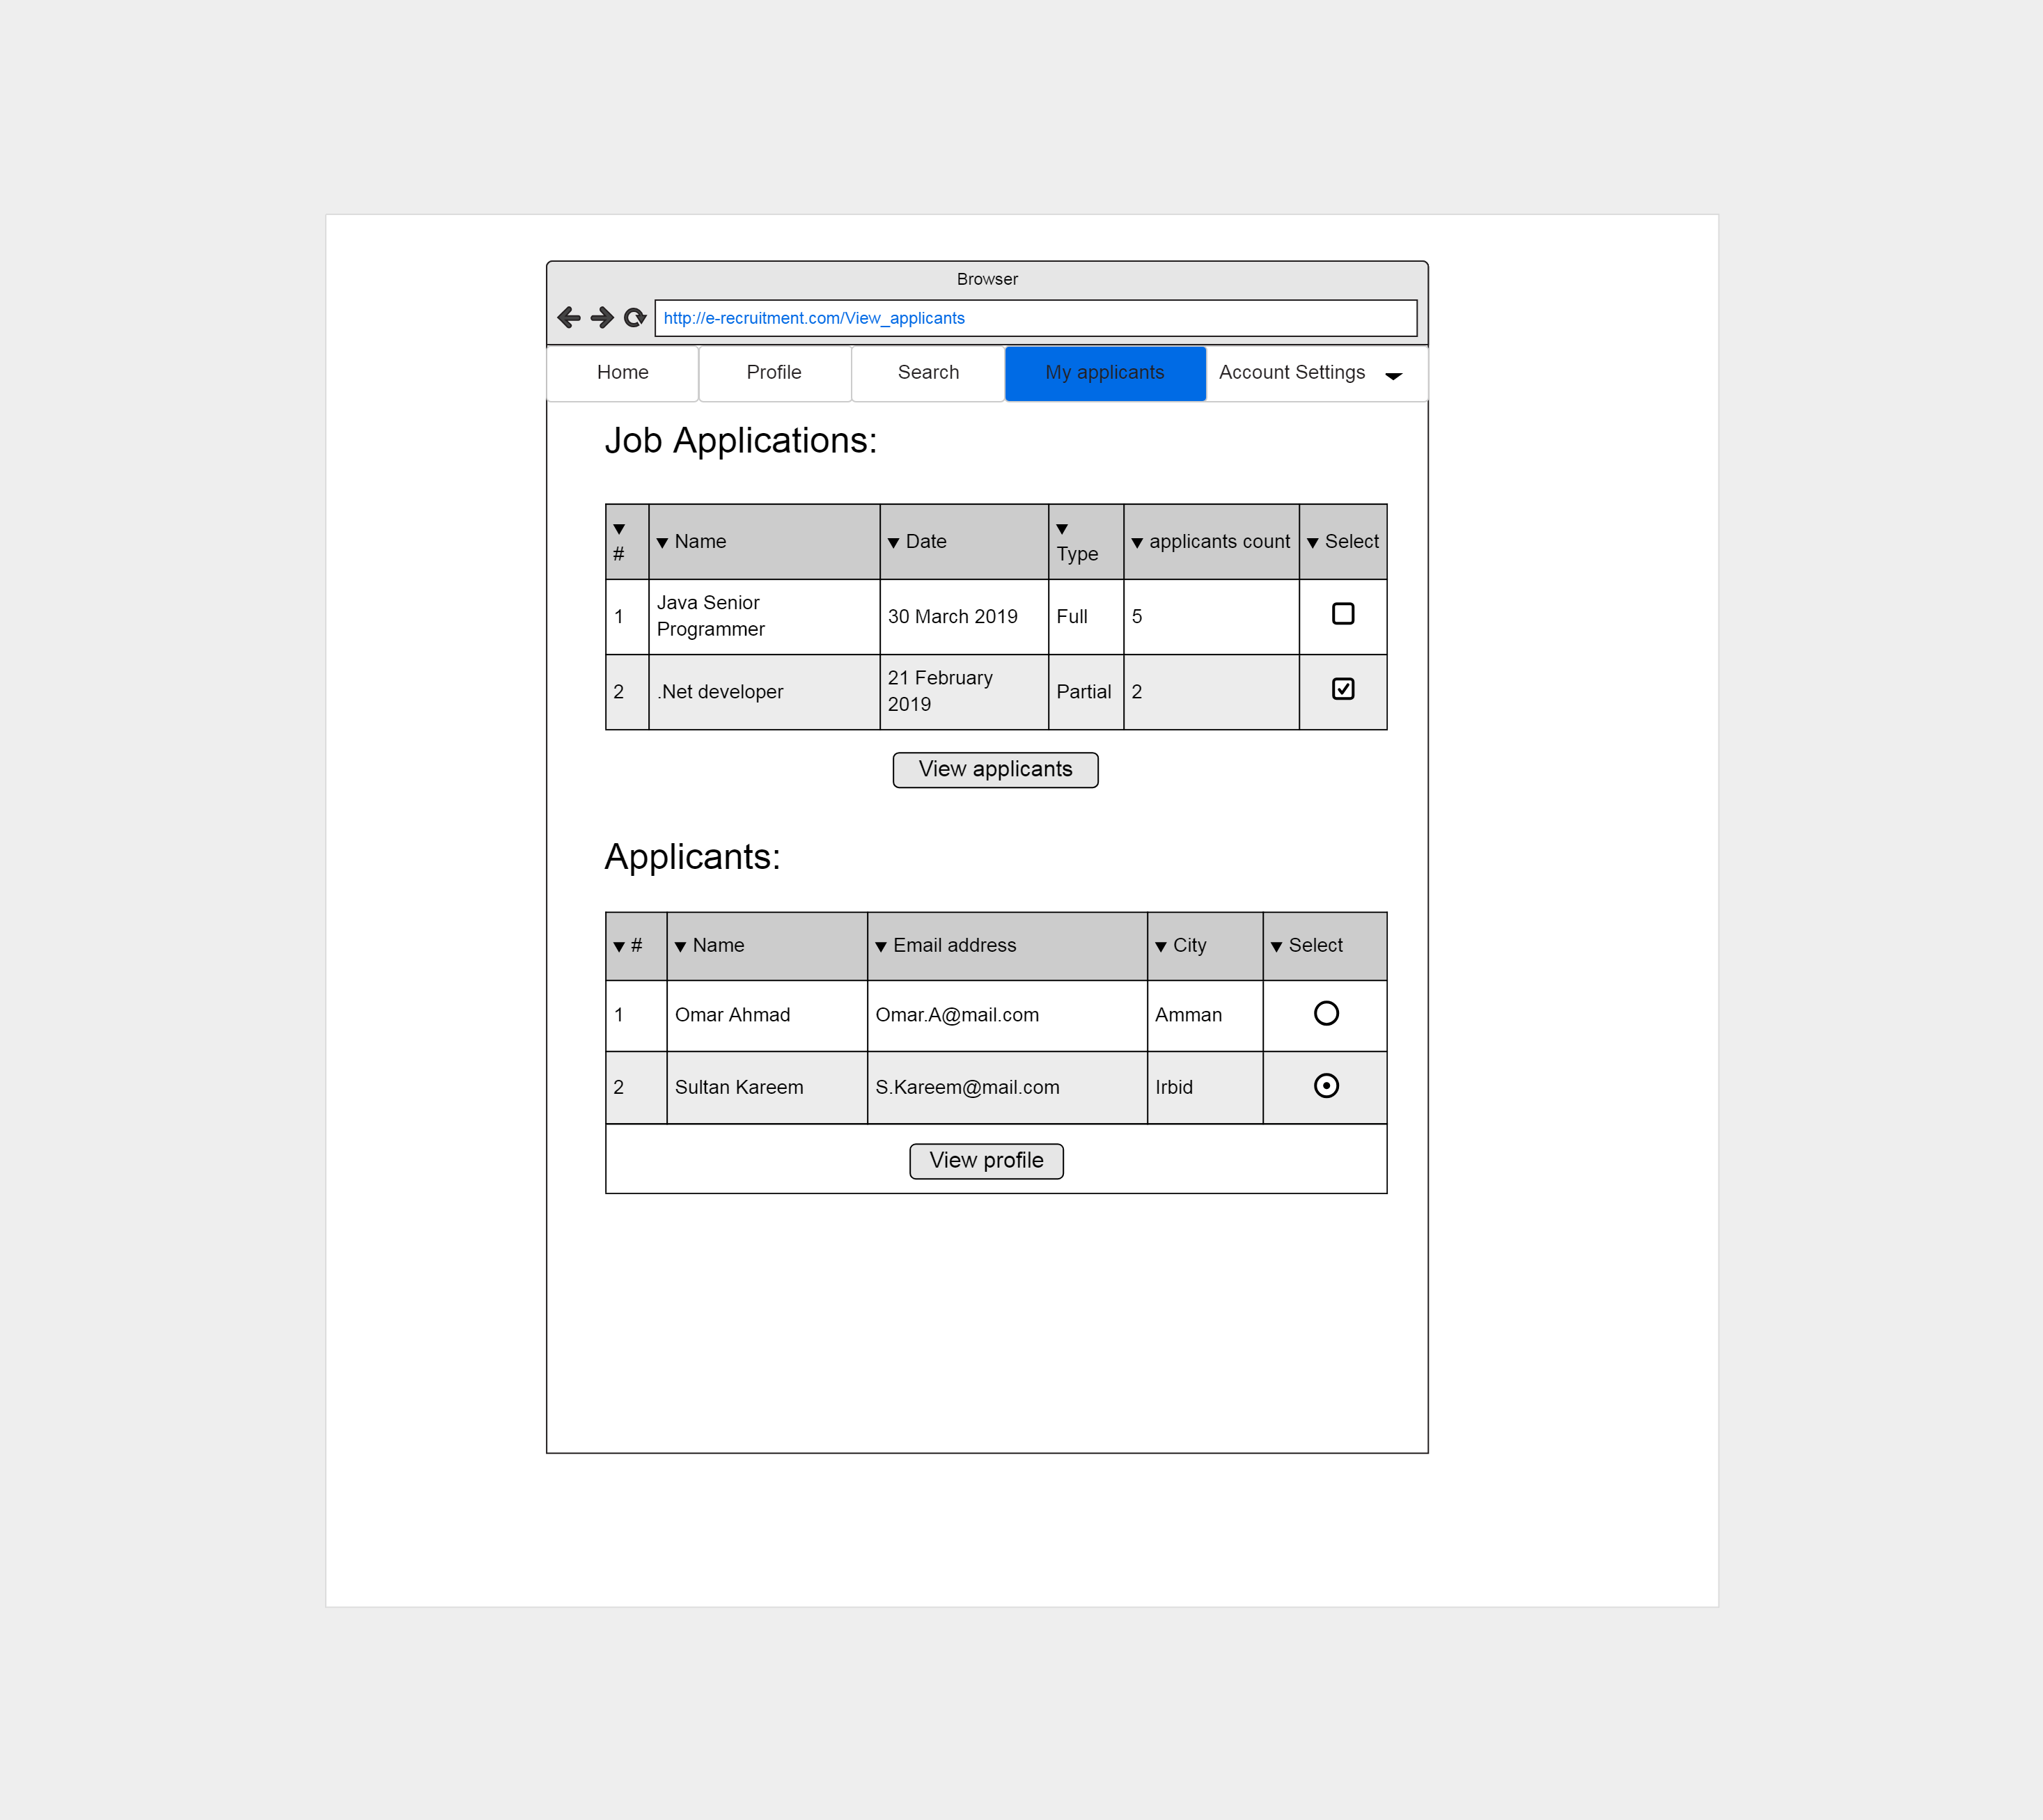 Browser
http://e-recruitment.com/View_applicants
Home Profile Search My applicants Account Settings
Job Applications:
# Name Date Type applicants count Select
1 Java Senior Programmer 30 March 2019 Full 5
2 .Net developer 21 February 2019 Partial 2
View applicants
Applicants:
# Name Email address City Select
1 Omar Ahmad Omar.A@mail.com Amman
2 Sultan Kareem S.Kareem@mail.com Irbid
View profile